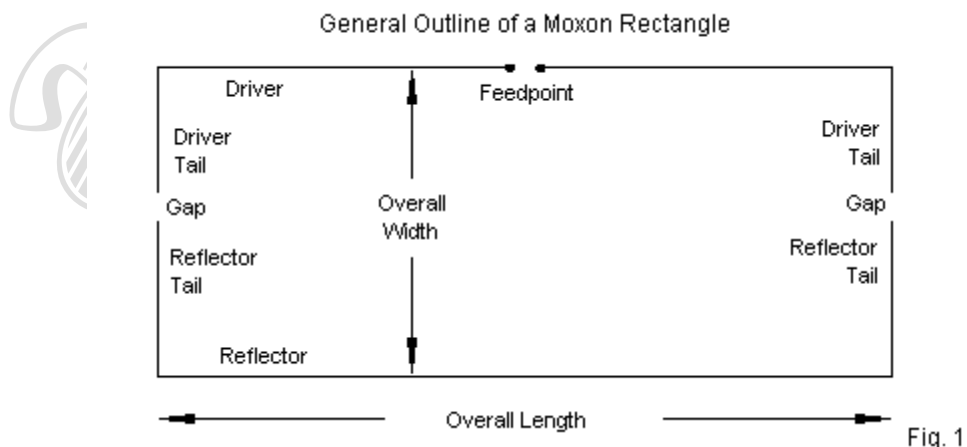 General Outline of a Moxon Rectangle
Driver
Feedpoint
Driver
Tail
Driver
Tail
Gap
Overall
Width
Gap
Reflector
Tail
Reflector
Tail
Reflector
Overall Length
Fig. 1